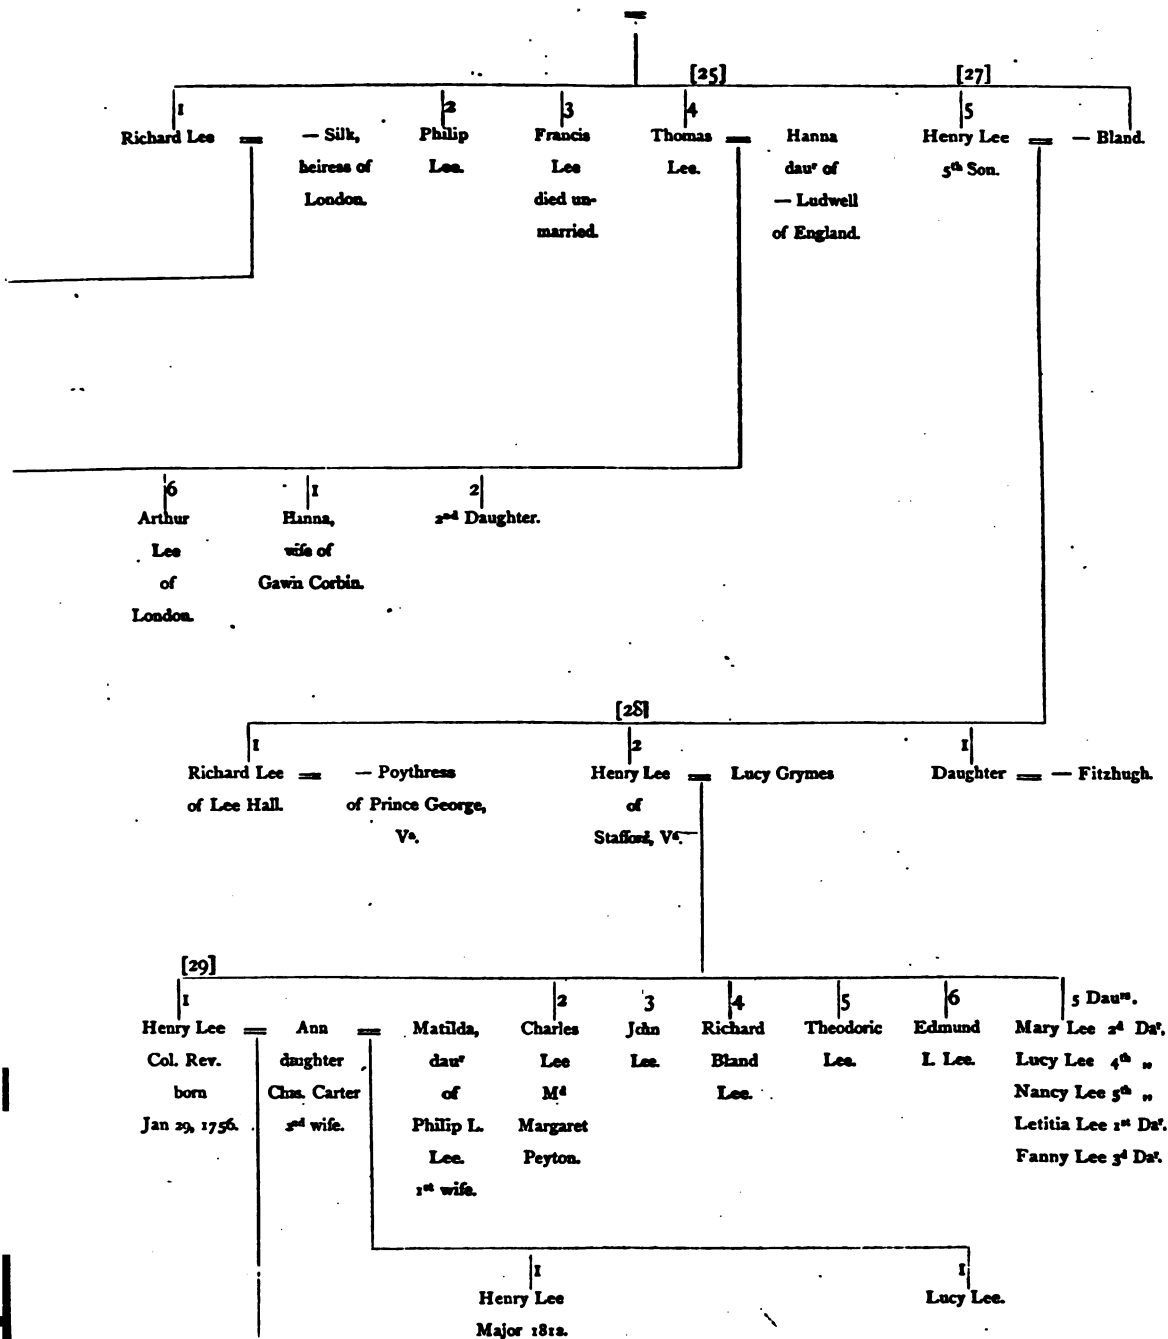 [25] [27]
1 2 3 4 5
Richard Lee = — Silk, heiress of London.
Philip Lee.
Francis Lee died un-
married.
Thomas Lee. = Hanna
dauʳ of
— Ludwell
of England.
Henry Lee = — Bland.
5ᵗʰ Son.
6 1 2
Arthur
Lee
of
London.
Hanna,
wife of
Gawin Corbin.
2ⁿᵈ Daughter.
[28]
1 2 1
Richard Lee = — Poythress
of Lee Hall. of Prince George,
Vᵃ.
Henry Lee = Lucy Grymes
of
Stafford, Vᵃ.
Daughter = — Fitzhugh.
[29]
1 2 3 4 5 6 5 Dauʳˢ.
Henry Lee =
Col. Rev.
born
Jan 29, 1756.
Ann =
daughter
Chas. Carter
2ⁿᵈ wife.
Matilda,
dauʳ
of
Philip L.
Lee.
1ˢᵗ wife.
Charles
Lee
Mᵈ
Margaret
Peyton.
John
Lee.
Richard
Bland
Lee.
Theodoric
Lee.
Edmund
I. Lee.
Mary Lee 2ᵈ Daʳ.
Lucy Lee 4ᵗʰ „
Nancy Lee 5ᵗʰ „
Letitia Lee 1ˢᵗ Daʳ.
Fanny Lee 3ᵈ Daʳ.
1 1
Henry Lee
Major 1812.
Lucy Lee.